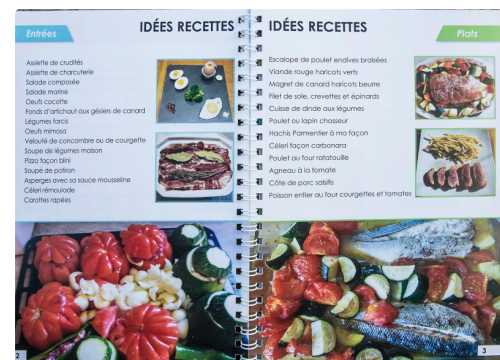 IDÉES RECETTES
Entrées
Assiette de crudités
Assiette de charcuterie
Salade composée
Salade marine
Oeufs cocotte
Fonds d'artichaut aux gésiers de canard
Légumes farcis
Oeufs mimosa
Velouté de concombre ou de courgette
Soupe de légumes maison
Pizza façon blini
Soupe de potiron
Asperges avec sa sauce mousseline
Céleri rémoulade
Carottes rapées
2
IDÉES RECETTES
Plats
Escalope de poulet endives braisées
Viande rouge haricots verts
Magret de canard haricots beurre
Filet de sole, crevettes et épinards
Cuisse de dinde aux légumes
Poulet ou lapin chasseur
Hachis Parmentier à ma façon
Céleri façon carbonara
Poulet au four ratatouille
Agneau à la tomate
Côte de porc salsifis
Poisson entier au four courgettes et tomates
3